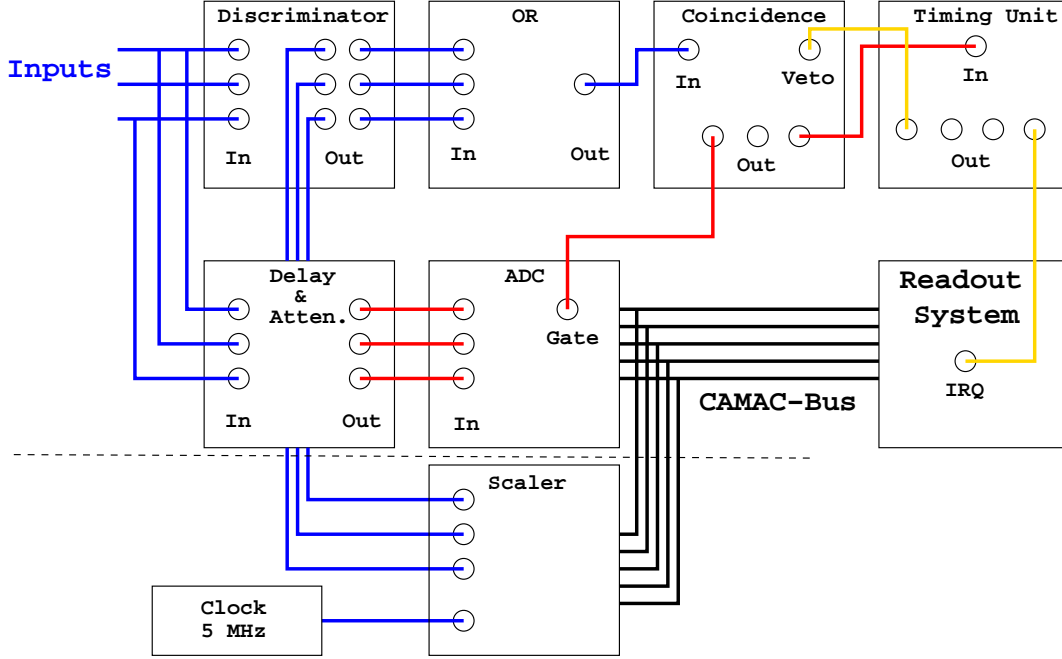 Discriminator
OR
Coincidence
Timing Unit
Inputs
In
Veto
In
In
Out
In
Out
Out
Out
Delay
&
Atten.
ADC
Readout
System
Gate
IRQ
CAMAC-Bus
In
Out
In
Scaler
Clock
5 MHz